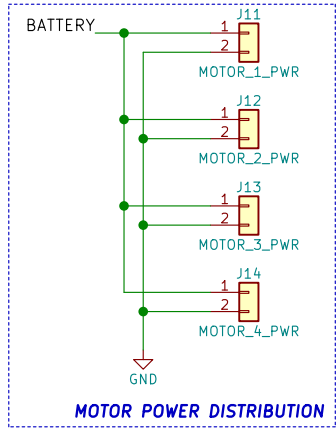 J11
BATTERY
1
2
MOTOR_1_PWR
J12
1
2
MOTOR_2_PWR
J13
1
2
MOTOR_3_PWR
J14
1
2
MOTOR_4_PWR
GND
MOTOR POWER DISTRIBUTION